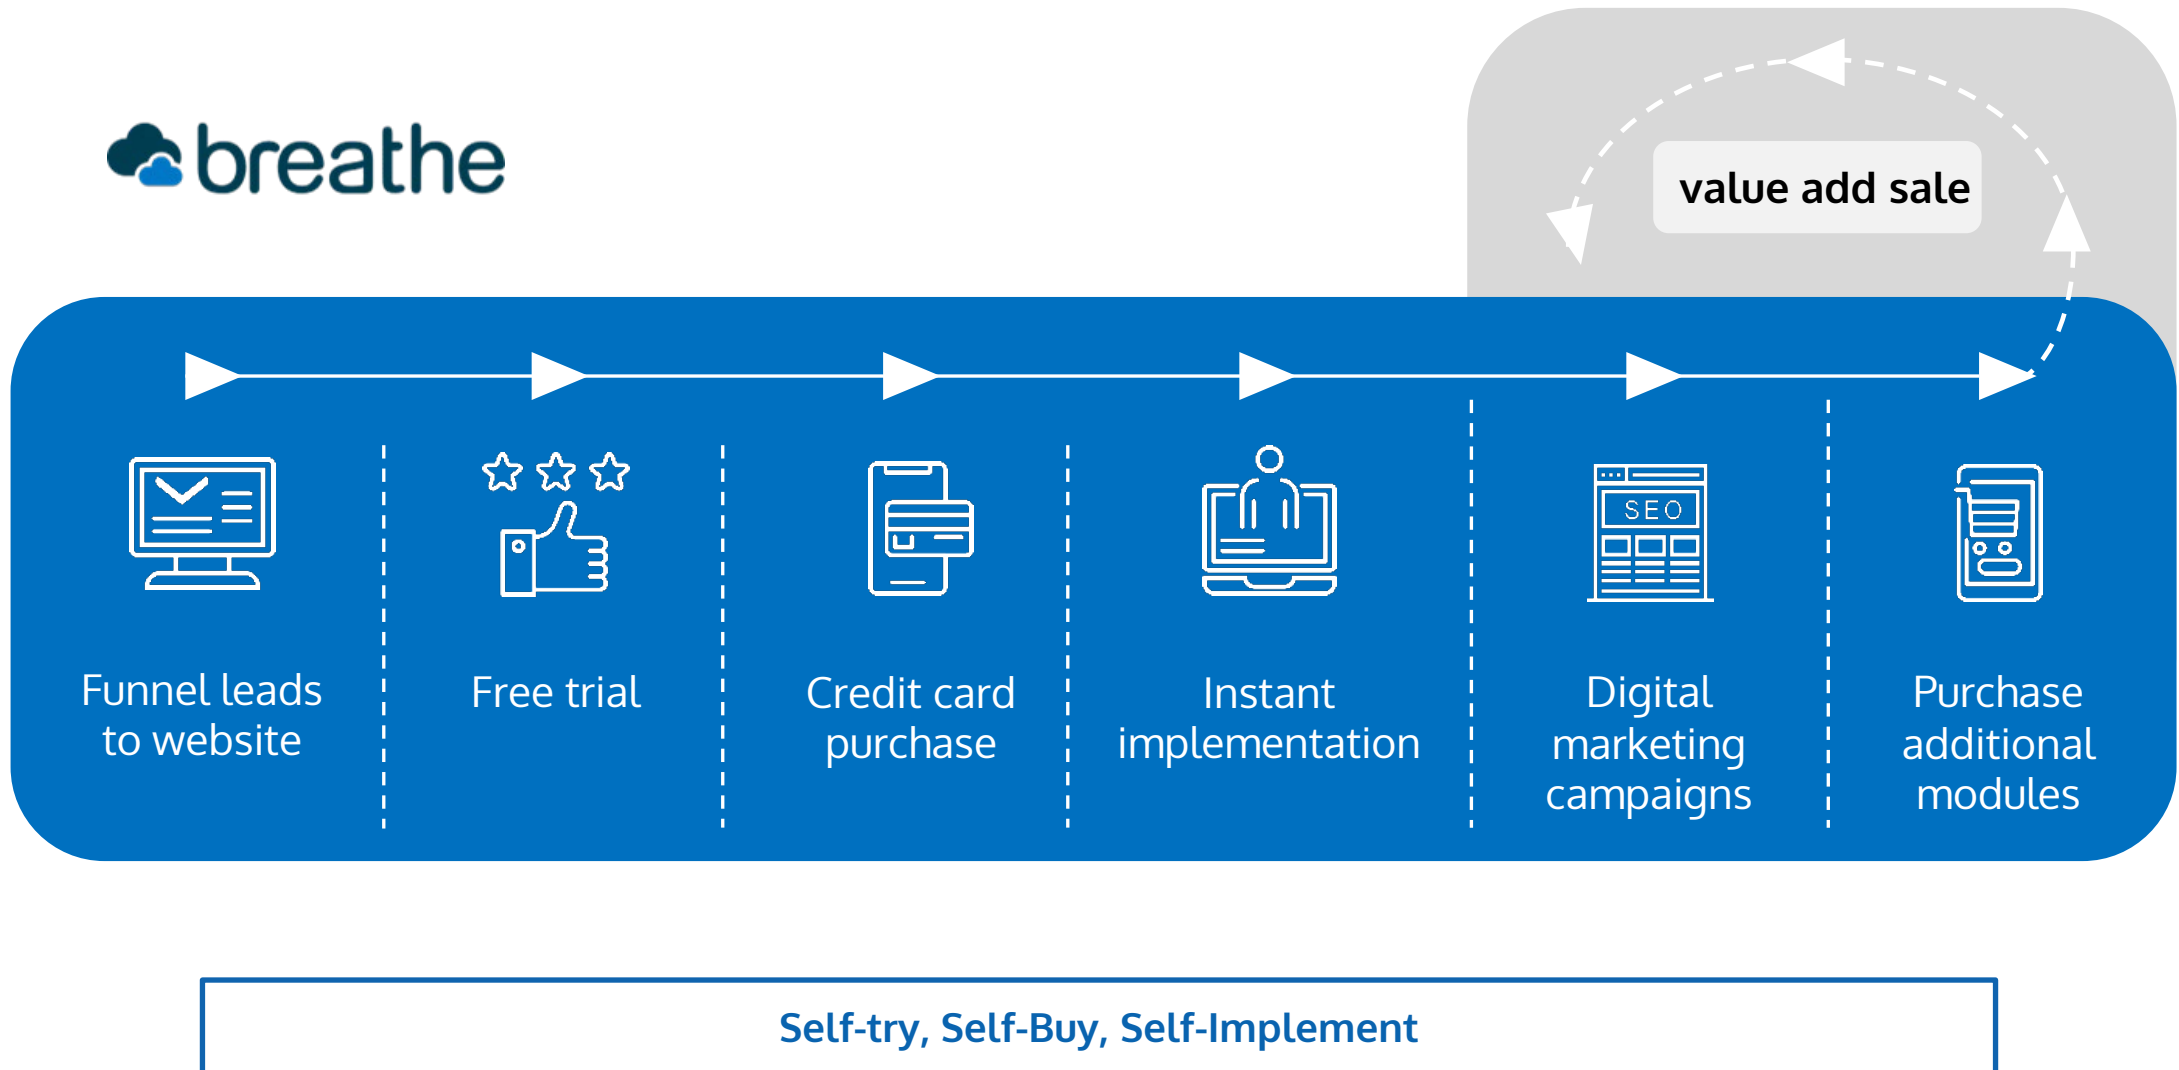 breathe
value add sale
SEO
Funnel leads
to website
Free trial
Credit card
purchase
Instant
implementation
Digital
marketing
campaigns
Purchase
additional
modules
Self-try, Self-Buy, Self-Implement